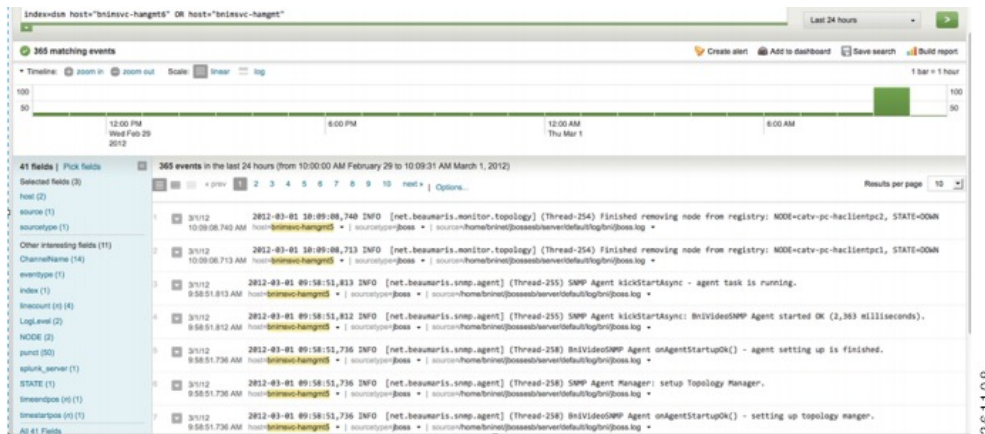 index=dsm host="bnimsvc-hamgmt6" OR host="bnimsvc-hamgmt"
Last 24 hours
365 matching events
Create alert Add to dashboard Save search Build report
Timeline: zoom in zoom out Scale: linear log
1 bar = 1 hour
100 100
50 50
12:00 PM 6:00 PM 12:00 AM 6:00 AM
Wed Feb 29 Thu Mar 1
2012
41 fields | Pick fields
Selected fields (3)
host (2)
source (1)
sourcetype (1)
Other interesting fields (11)
ChannelName (14)
eventtype (1)
index (1)
linecount (n) (4)
LogLevel (2)
NODE (2)
punct (50)
splunk_server (1)
STATE (1)
timeendpos (n) (1)
timestartpos (n) (1)
All 41 Fields
365 events in the last 24 hours (from 10:00:00 AM February 29 to 10:09:31 AM March 1, 2012)
« prev 1 2 3 4 5 6 7 8 9 10 next » | Options...
Results per page 10
1 3/1/12 2012-03-01 10:09:08,740 INFO [net.beaumaris.monitor.topology] (Thread-254) Finished removing node from registry: NODE=catv-pc-haclientpc2, STATE=DOWN
10:09:08.740 AM host=bnimsvc-hamgmt5 | sourcetype=jboss | source=/home/bninet/jbossesb/server/default/log/bni/jboss.log
2 3/1/12 2012-03-01 10:09:08,713 INFO [net.beaumaris.monitor.topology] (Thread-254) Finished removing node from registry: NODE=catv-pc-haclientpc1, STATE=DOWN
10:09:08.713 AM host=bnimsvc-hamgmt5 | sourcetype=jboss | source=/home/bninet/jbossesb/server/default/log/bni/jboss.log
3 3/1/12 2012-03-01 09:58:51,813 INFO [net.beaumaris.snmp.agent] (Thread-255) SNMP Agent kickStartAsync - agent task is running.
9:58:51.813 AM host=bnimsvc-hamgmt5 | sourcetype=jboss | source=/home/bninet/jbossesb/server/default/log/bni/jboss.log
4 3/1/12 2012-03-01 09:58:51,812 INFO [net.beaumaris.snmp.agent] (Thread-255) SNMP Agent kickStartAsync: BniVideoSNMP Agent started OK (2,363 milliseconds).
9:58:51.812 AM host=bnimsvc-hamgmt5 | sourcetype=jboss | source=/home/bninet/jbossesb/server/default/log/bni/jboss.log
5 3/1/12 2012-03-01 09:58:51,736 INFO [net.beaumaris.snmp.agent] (Thread-258) BniVideoSNMP Agent onAgentStartupOk() - agent setting up is finished.
9:58:51.736 AM host=bnimsvc-hamgmt5 | sourcetype=jboss | source=/home/bninet/jbossesb/server/default/log/bni/jboss.log
6 3/1/12 2012-03-01 09:58:51,736 INFO [net.beaumaris.snmp.agent] (Thread-258) SNMP Agent Manager: setup Topology Manager.
9:58:51.736 AM host=bnimsvc-hamgmt5 | sourcetype=jboss | source=/home/bninet/jbossesb/server/default/log/bni/jboss.log
7 3/1/12 2012-03-01 09:58:51,736 INFO [net.beaumaris.snmp.agent] (Thread-258) BniVideoSNMP Agent onAgentStartupOk() - setting up topology manger.
9:58:51.736 AM host=bnimsvc-hamgmt5 | sourcetype=jboss | source=/home/bninet/jbossesb/server/default/log/bni/jboss.log